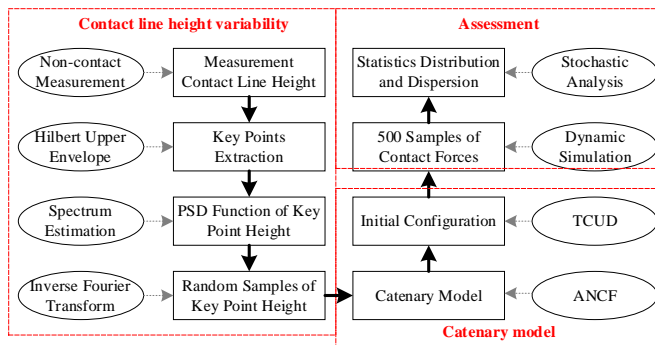 Contact line height variability
Non-contact
Measurement
Measurement
Contact Line Height
Hilbert Upper
Envelope
Key Points
Extraction
Spectrum
Estimation
PSD Function of Key
Point Height
Inverse Fourier
Transform
Random Samples of
Key Point Height
Assessment
Statistics Distribution
and Dispersion
Stochastic
Analysis
500 Samples of
Contact Forces
Dynamic
Simulation
Initial Configuration
TCUD
Catenary Model
ANCF
Catenary model